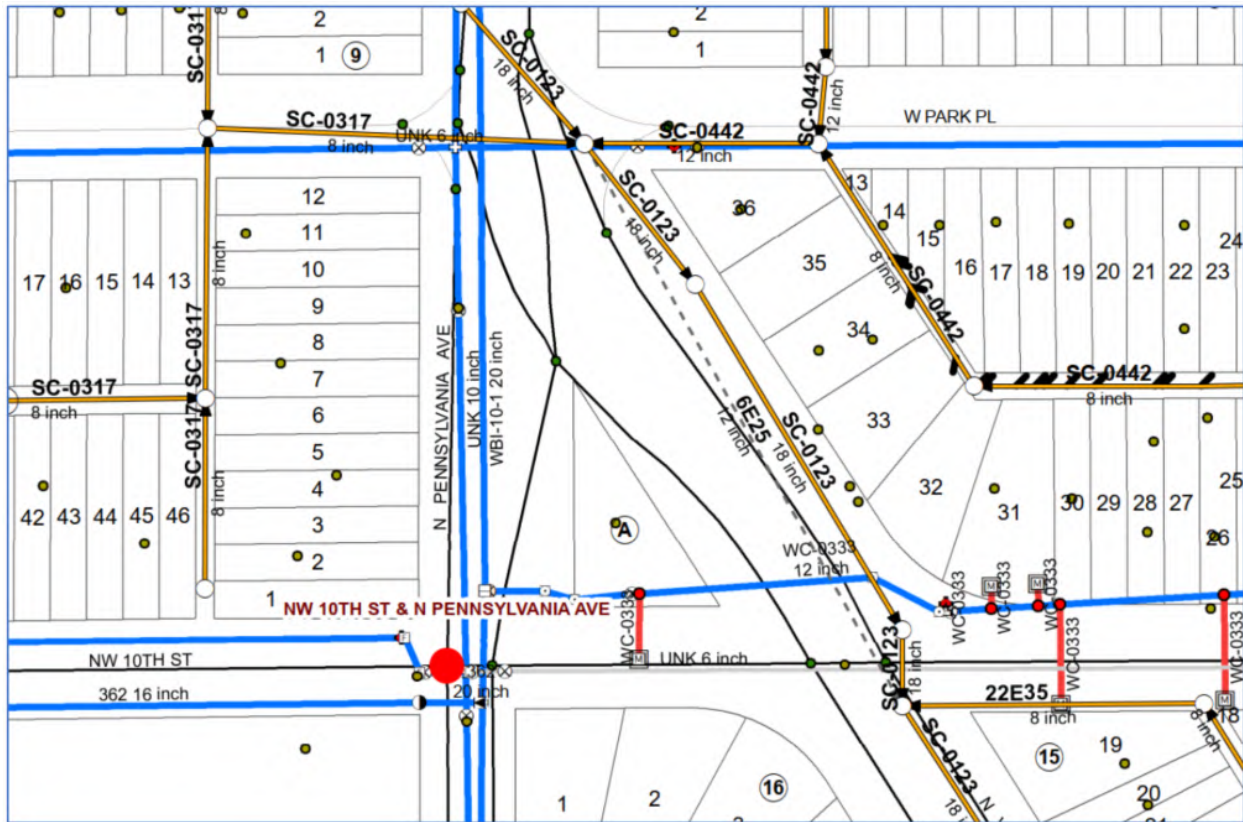 SC-0317
2
1
9
SC-0123
18 inch
2
1
SC-0442
12 inch
W PARK PL
SC-0317
8 inch
UNK 6 inch
SC-0442
12 inch
12
11
10
9
8
7
6
5
4
3
2
1
17
16
15
14
13
8 inch
SC-0317
SC-0317
8 inch
SC-0317
8 inch
42
43
44
45
46
N PENNSYLVANIA AVE
UNK 10 inch
WBI-10-1 20 inch
SC-0123
18 inch
36
35
34
33
32
31
13
14
15
16
17
18
19
20
21
22
23
24
8 inch
SC-0442
SC-0442
8 inch
30
29
28
27
26
25
6E25
12 inch
SC-0123
18 inch
A
WC-0333
12 inch
WC-0333
WC-0333
WC-0333
WC-0333
WC-0333
WC-0333
NW 10TH ST & N PENNSYLVANIA AVE
NW 10TH ST
UNK 6 inch
362 16 inch
362
20 inch
SC-0123
18 inch
22E35
8 inch
8 inch
18
SC-0123
18 inch
N
15
19
20
1
2
16